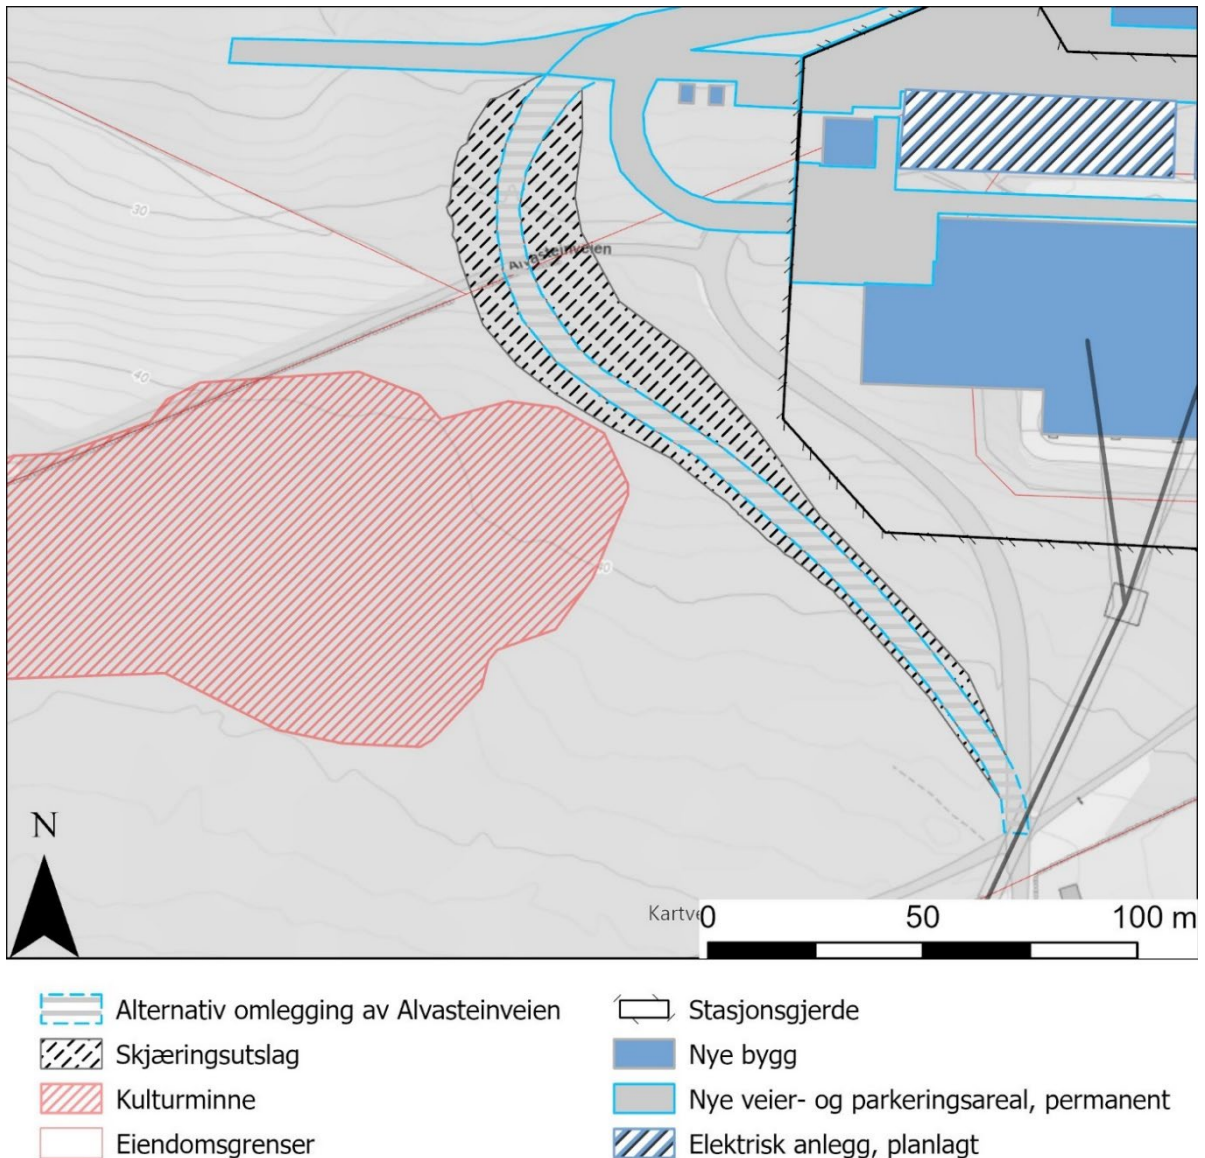 30
Alvasteinveien
40
N
Kartve
0 50 100 m
Alternativ omlegging av Alvasteinveien
Skjæringsutslag
Kulturminne
Eiendomsgrenser
Stasjonsgjerde
Nye bygg
Nye veier- og parkeringsareal, permanent
Elektrisk anlegg, planlagt